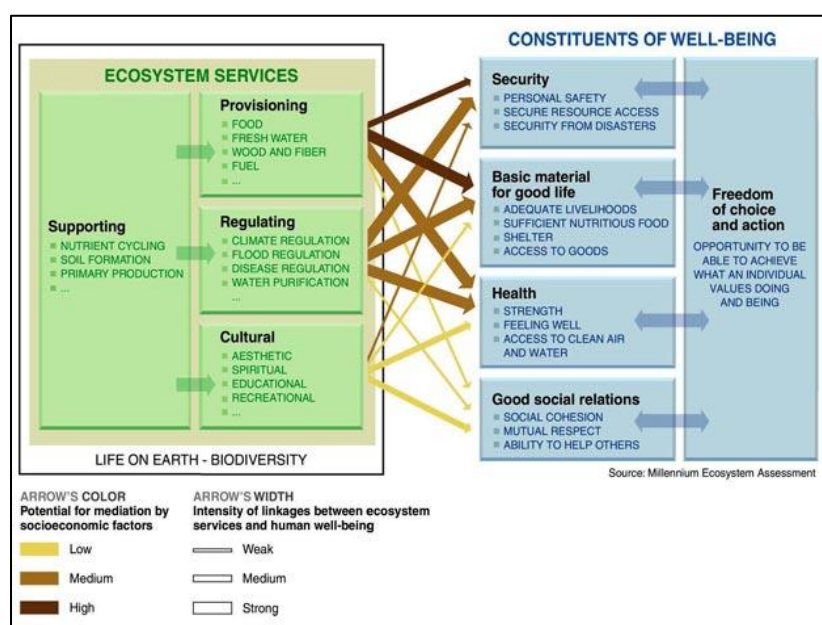 CONSTITUENTS OF WELL-BEING
ECOSYSTEM SERVICES
Supporting
NUTRIENT CYCLING
SOIL FORMATION
PRIMARY PRODUCTION
...
Provisioning
FOOD
FRESH WATER
WOOD AND FIBER
FUEL
...
Regulating
CLIMATE REGULATION
FLOOD REGULATION
DISEASE REGULATION
WATER PURIFICATION
...
Cultural
AESTHETIC
SPIRITUAL
EDUCATIONAL
RECREATIONAL
...
LIFE ON EARTH - BIODIVERSITY
Security
PERSONAL SAFETY
SECURE RESOURCE ACCESS
SECURITY FROM DISASTERS
Basic material
for good life
ADEQUATE LIVELIHOODS
SUFFICIENT NUTRITIOUS FOOD
SHELTER
ACCESS TO GOODS
Health
STRENGTH
FEELING WELL
ACCESS TO CLEAN AIR
AND WATER
Good social relations
SOCIAL COHESION
MUTUAL RESPECT
ABILITY TO HELP OTHERS
Freedom
of choice
and action
OPPORTUNITY TO BE
ABLE TO ACHIEVE
WHAT AN INDIVIDUAL
VALUES DOING
AND BEING
Source: Millennium Ecosystem Assessment
ARROW'S COLOR
Potential for mediation by
socioeconomic factors
Low
Medium
High
ARROW'S WIDTH
Intensity of linkages between ecosystem
services and human well-being
Weak
Medium
Strong